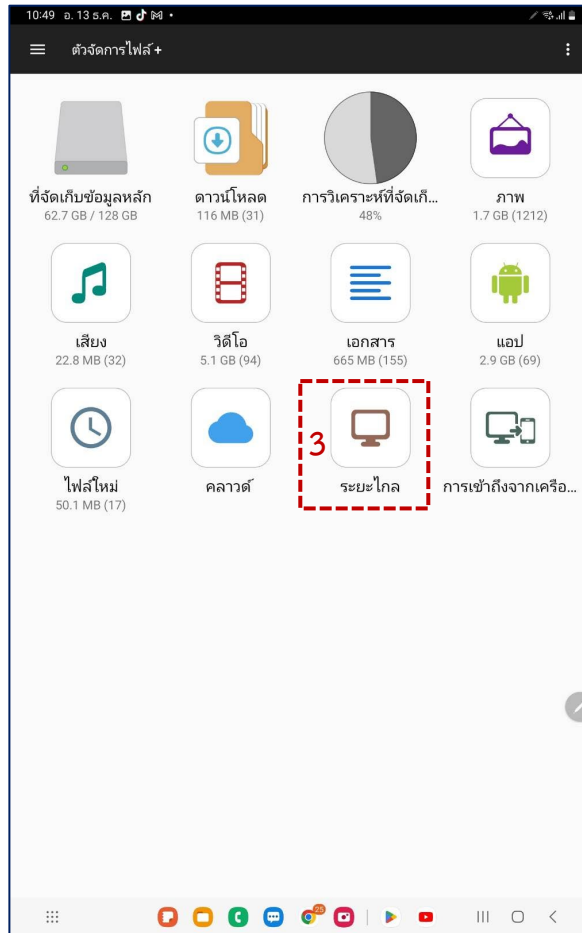 10:49 อ. 13 ธ.ค.
ตัวจัดการไฟล์+
ที่จัดเก็บข้อมูลหลัก
62.7 GB / 128 GB
ดาวน์โหลด
116 MB (31)
การวิเคราะห์ที่จัดเก็...
48%
ภาพ
1.7 GB (1212)
เสียง
22.8 MB (32)
วิดีโอ
5.1 GB (94)
เอกสาร
665 MB (155)
แอป
2.9 GB (69)
ไฟล์ใหม่
50.1 MB (17)
คลาวด์
3
ระยะไกล
การเข้าถึงจากเครือ...
25